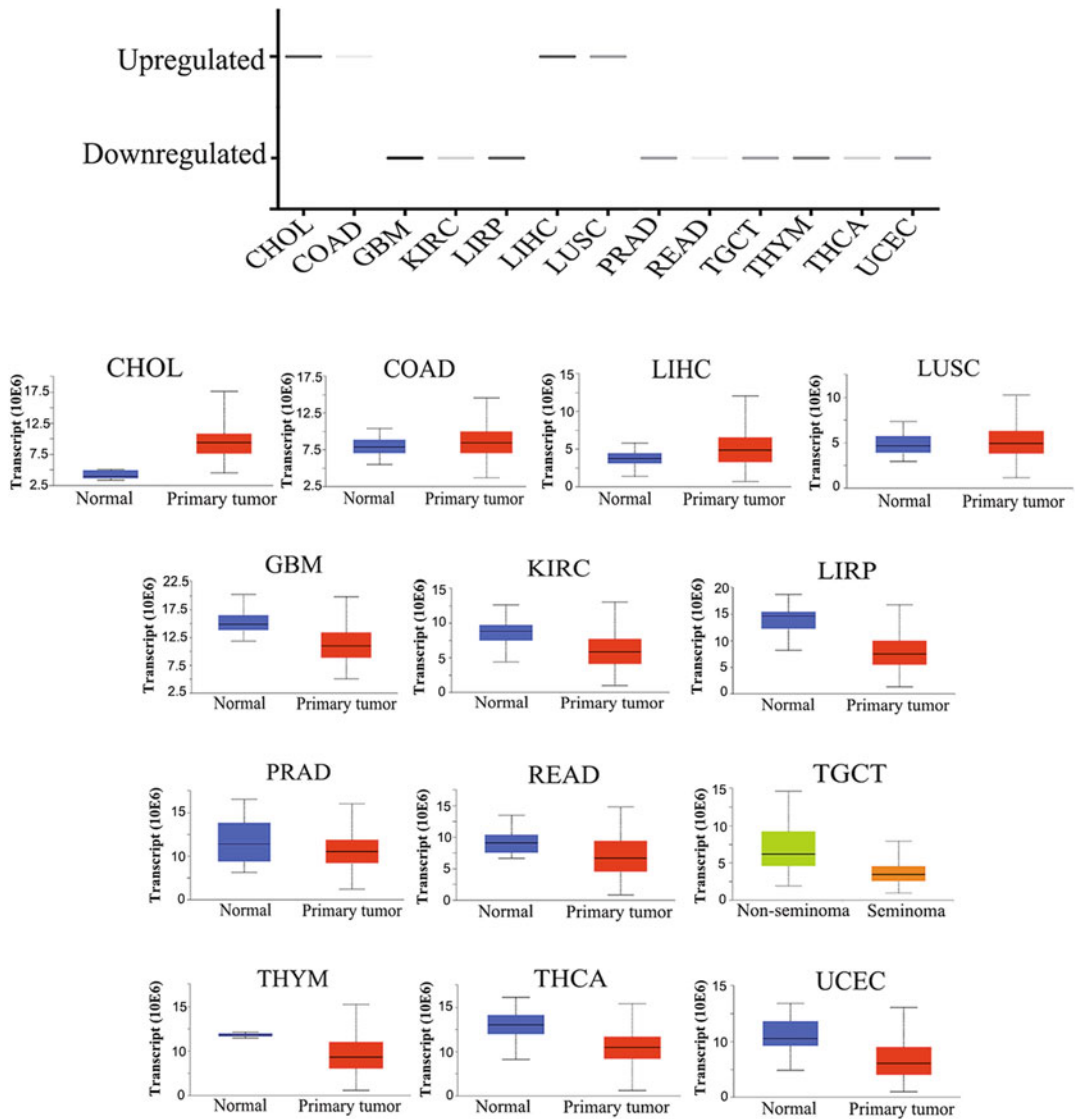 Upregulated
Downregulated
CHOL COAD GBM KIRC LIRP LIHC LUSC PRAD READ TGCT THYM THCA UCEC
CHOL COAD LIHC LUSC
Transcript (10E6) 17.5 12.5 7.5 2.5 Normal Primary tumor
Transcript (10E6) 17.5 12.5 7.5 2.5 Normal Primary tumor
Transcript (10E6) 15 10 5 0 Normal Primary tumor
Transcript (10E6) 10 5 0 Normal Primary tumor
GBM KIRC LIRP
Transcript (10E6) 22.5 17.5 12.5 7.5 2.5 Normal Primary tumor
Transcript (10E6) 15 10 5 0 Normal Primary tumor
Transcript (10E6) 20 15 10 5 0 Normal Primary tumor
PRAD READ TGCT
Transcript (10E6) 15 10 0 Normal Primary tumor
Transcript (10E6) 15 10 5 0 Normal Primary tumor
Transcript (10E6) 15 10 5 0 Non-seminoma Seminoma
THYM THCA UCEC
Transcript (10E6) 15 10 0 Normal Primary tumor
Transcript (10E6) 15 10 0 Normal Primary tumor
Transcript (10E6) 15 10 0 Normal Primary tumor